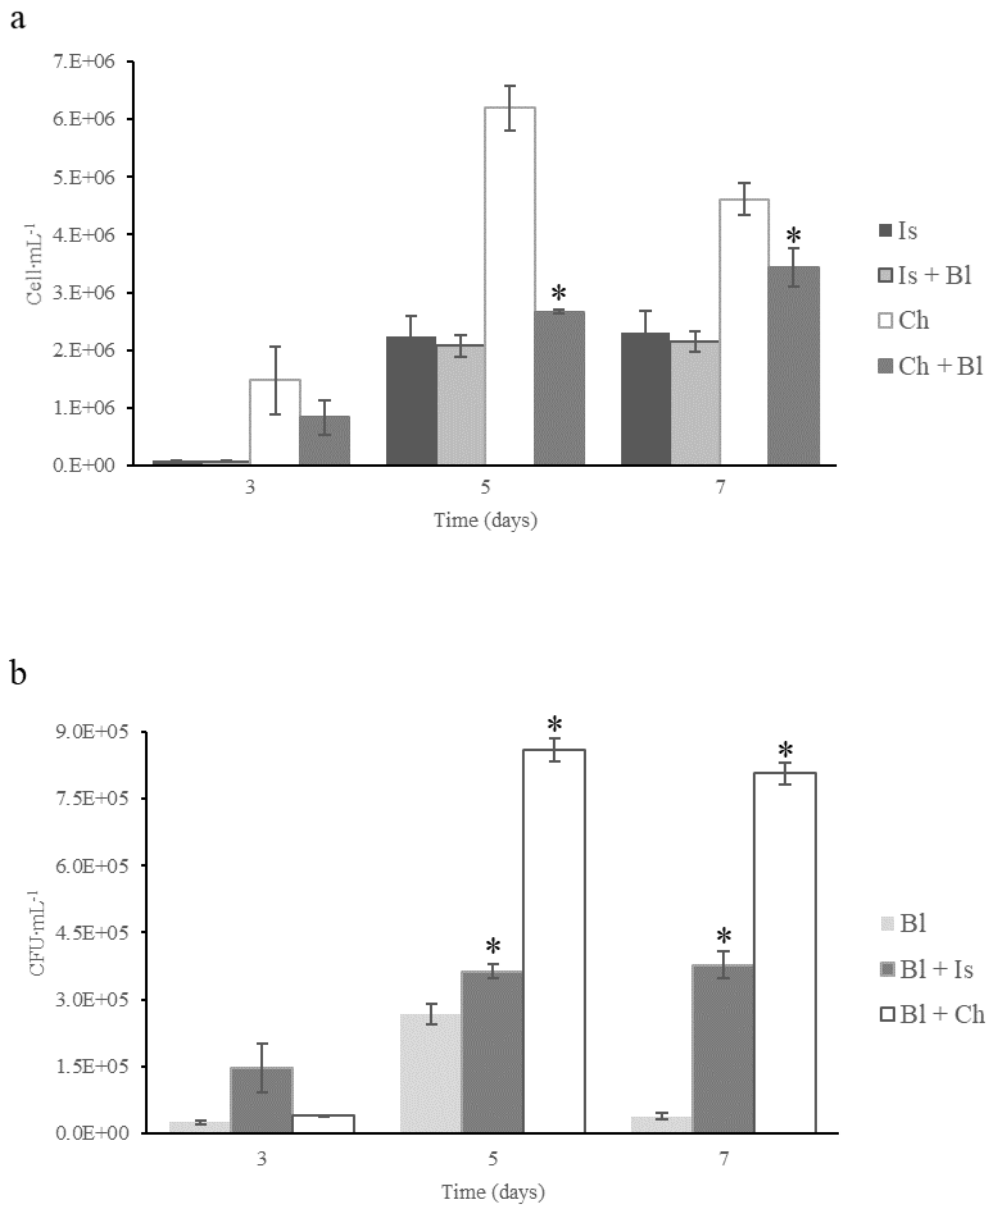 a
7.E+06
6.E+06
5.E+06
4.E+06
3.E+06
2.E+06
1.E+06
0.E+00
Cell·mL⁻¹
*
*
3
5
7
Time (days)
Is
Is + Bl
Ch
Ch + Bl
b
9.0E+05
7.5E+05
6.0E+05
4.5E+05
3.0E+05
1.5E+05
0.0E+00
CFU·mL⁻¹
*
*
*
*
3
5
7
Time (days)
Bl
Bl + Is
Bl + Ch